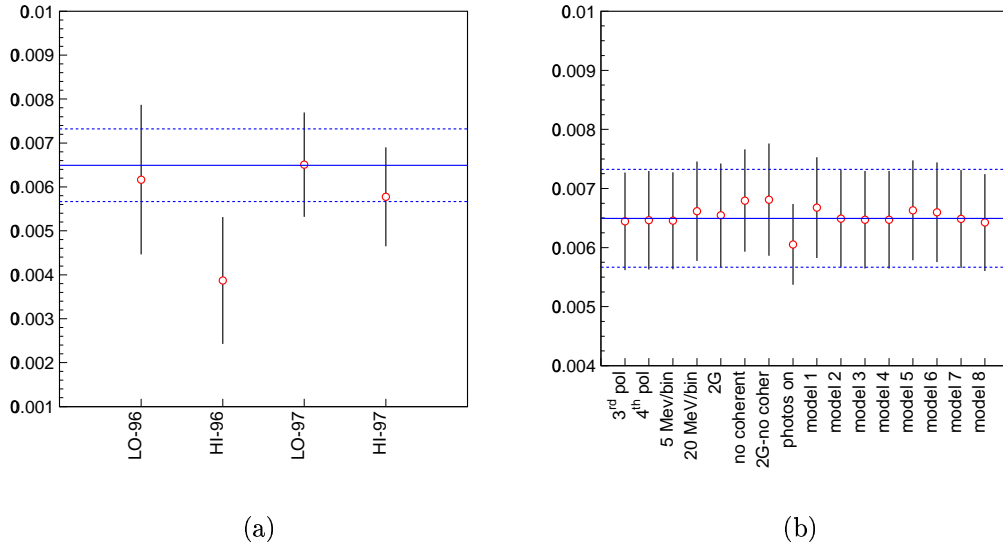 0.01
0.009
0.008
0.007
0.006
0.005
0.004
0.003
0.002
0.001
LO-96
HI-96
LO-97
HI-97
(a)
0.01
0.009
0.008
0.007
0.006
0.005
0.004
3rd pol
4th pol
5 Mev/bin
20 MeV/bin
2G
no coherent
2G-no coher
photos on
model 1
model 2
model 3
model 4
model 5
model 6
model 7
model 8
(b)